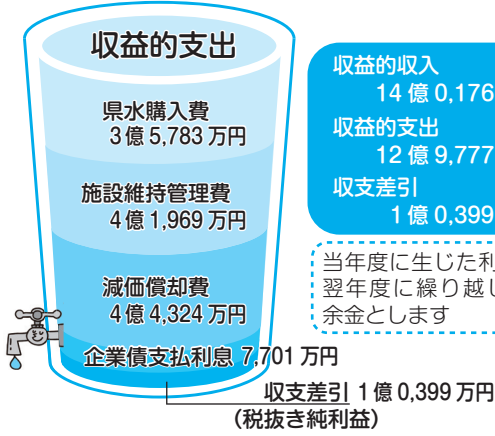 収益的支出
県水購入費
3億5,783万円
施設維持管理費
4億1,969万円
減価償却費
4億4,324万円
企業債支払利息 7,701万円
収支差引 1億0,399万円
(税抜き純利益)
収益的収入
14億0,176
収益的支出
12億9,777
収支差引
1億0,399
当年度に生じた利
翌年度に繰り越し
余金とします